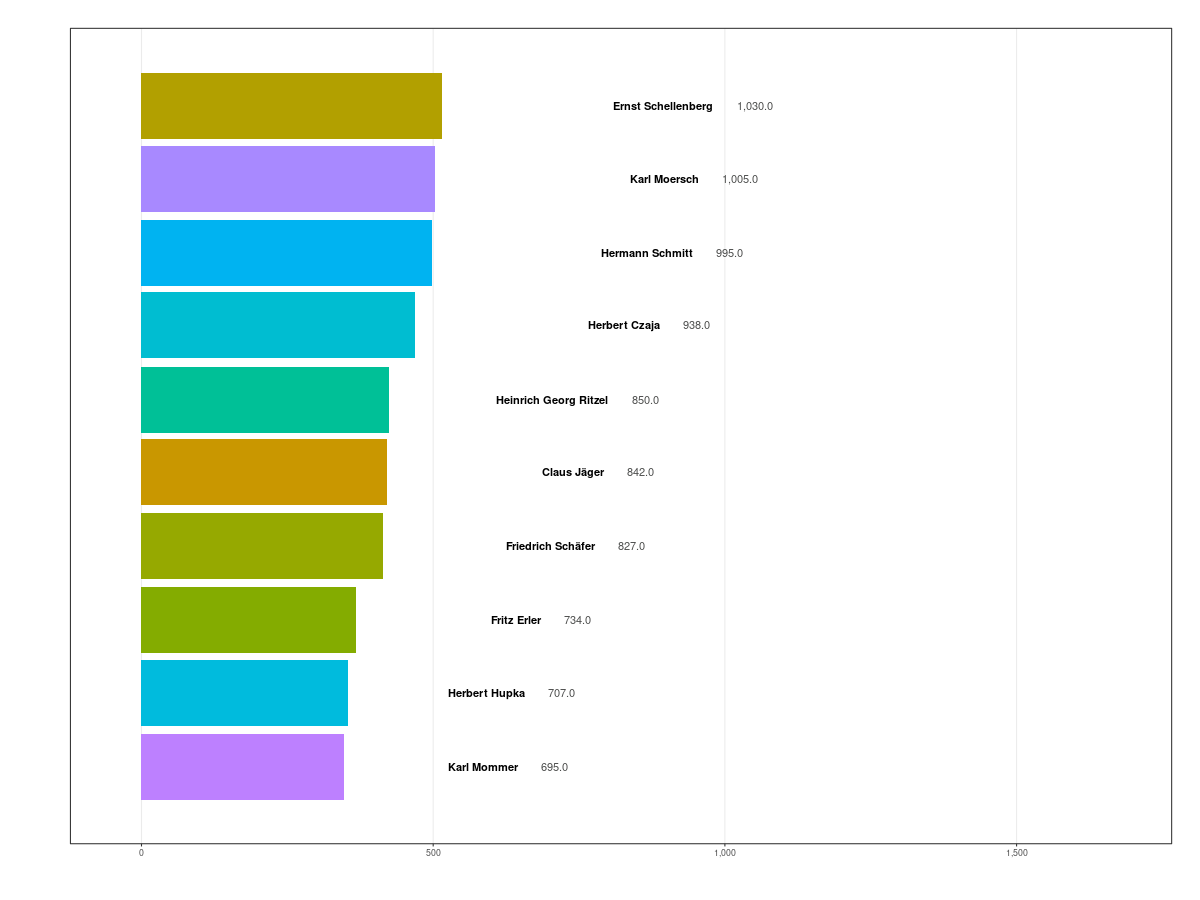 Ernst Schellenberg 1,030.0
Karl Moersch 1,005.0
Hermann Schmitt 995.0
Herbert Czaja 938.0
Heinrich Georg Ritzel 850.0
Claus Jäger 842.0
Friedrich Schäfer 827.0
Fritz Erler 734.0
Herbert Hupka 707.0
Karl Mommer 695.0
0 500 1,000 1,500